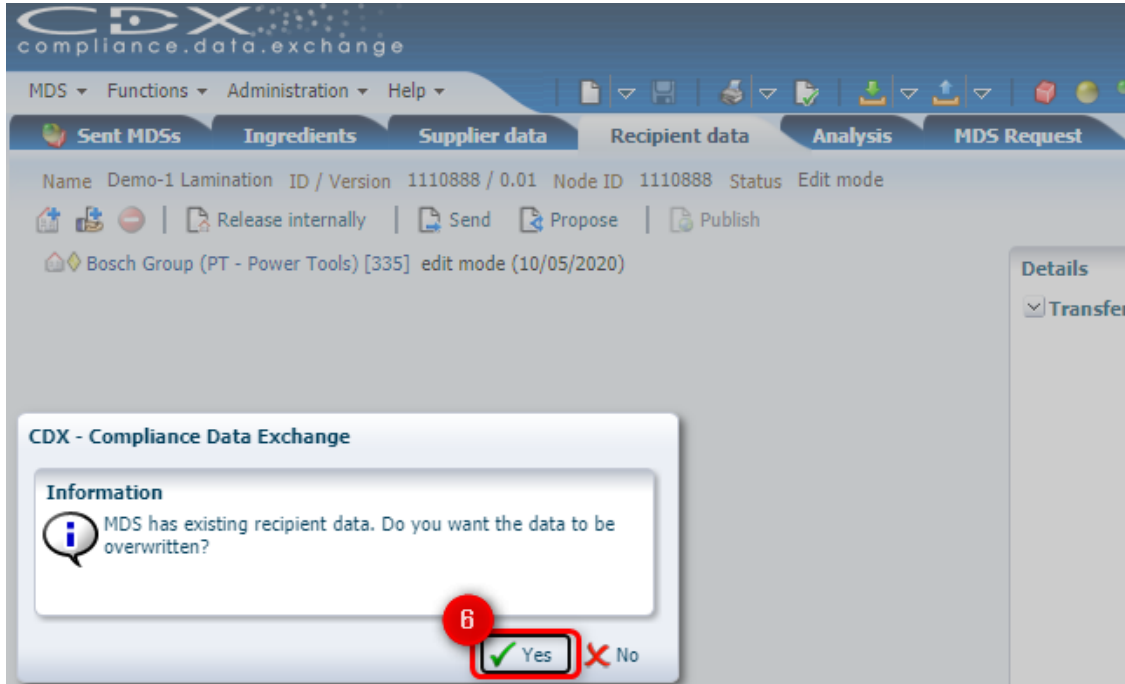 CDX
compliance.data.exchange
MDS Functions Administration Help
Sent MDSs Ingredients Supplier data Recipient data Analysis MDS Request
Name Demo-1 Lamination ID / Version 1110888 / 0.01 Node ID 1110888 Status Edit mode
Release internally Send Propose Publish
Bosch Group (PT - Power Tools) [335] edit mode (10/05/2020)
Details
Transfer
CDX - Compliance Data Exchange
Information
MDS has existing recipient data. Do you want the data to be
overwritten?
6
Yes No